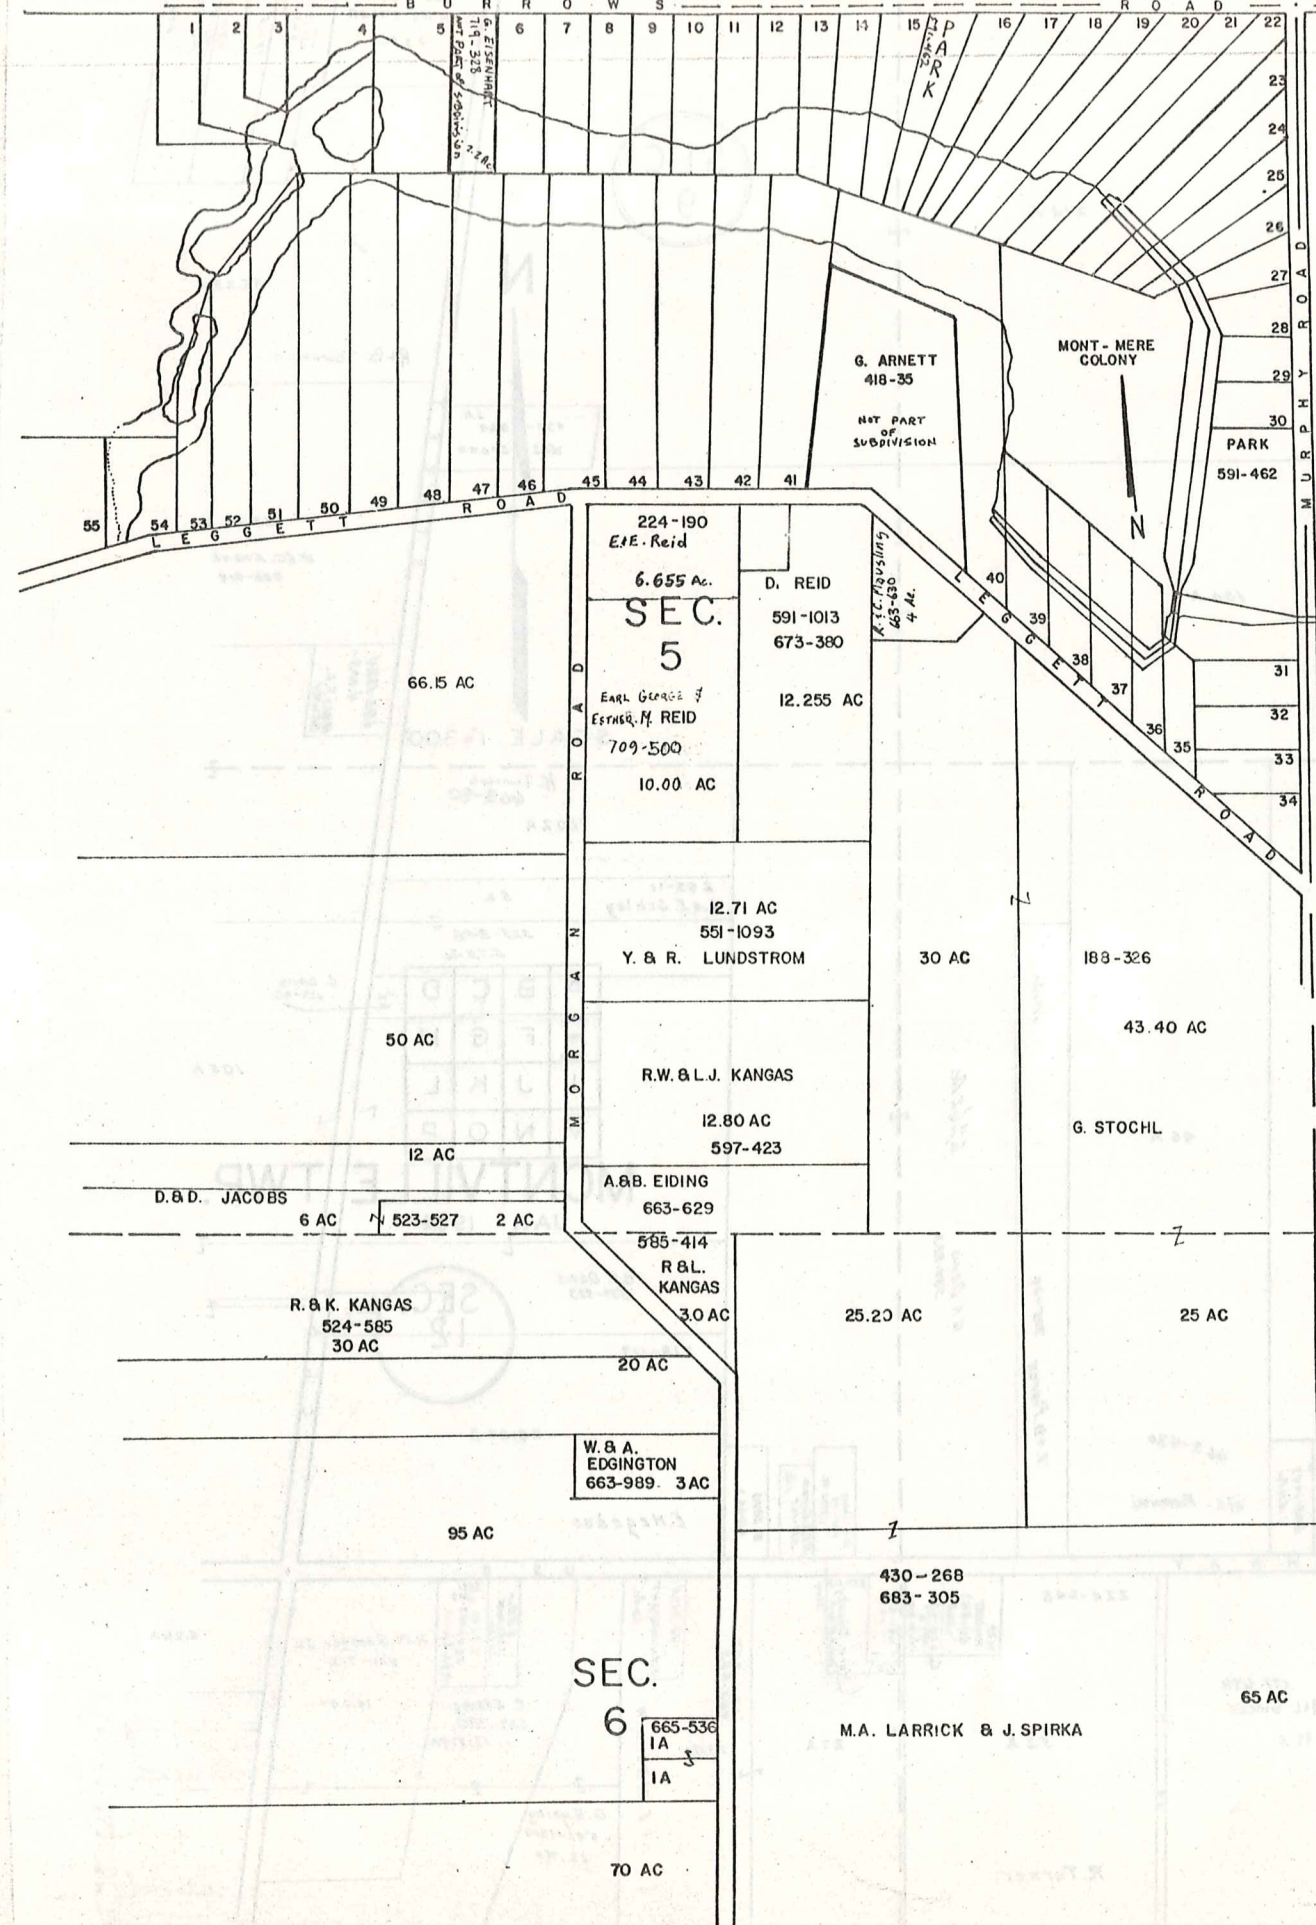 BURROWS ROAD
1 2 3 4 5 6 7 8 9 10 11 12 13 14 15 16 17 18 19 20 21 22
G. EISENHART
719-328
NOT PART OF SUBDIVISION
2.2 Ac
PARK
23
24
25
26
27
28
29
30
MURPHY ROAD
G. ARNETT
418-35
NOT PART
OF
SUBDIVISION
MONT-MERE
COLONY
N
PARK
591-462
55 54 53 52 51 50 49 48 47 46 45 44 43 42 41
LEGGETT ROAD
40
39
38
37
36
35
31
32
33
34
LEGGETT ROAD
224-190
E.&E. Reid
6.655 Ac.
SEC.
5
EARL GEORGE &
ESTHER. M. REID
709-500
10.00 AC
D. REID
591-1013
673-380
12.255 AC
663-630
4 Ac.
66.15 AC
MORGAN ROAD
12.71 AC
551-1093
Y. & R. LUNDSTROM
30 AC
188-326
43.40 AC
G. STOCHL
50 AC
R.W. & L.J. KANGAS
12.80 AC
597-423
12 AC
A.&B. EIDING
663-629
D.&D. JACOBS
6 AC
523-527 2 AC
585-414
R&L.
KANGAS
3.0 AC
25.20 AC
25 AC
R. & K. KANGAS
524-585
30 AC
20 AC
W. & A.
EDGINGTON
663-989 3 AC
95 AC
430-268
683-305
SEC.
6
665-536
1A
1A
65 AC
M.A. LARRICK & J. SPIRKA
70 AC